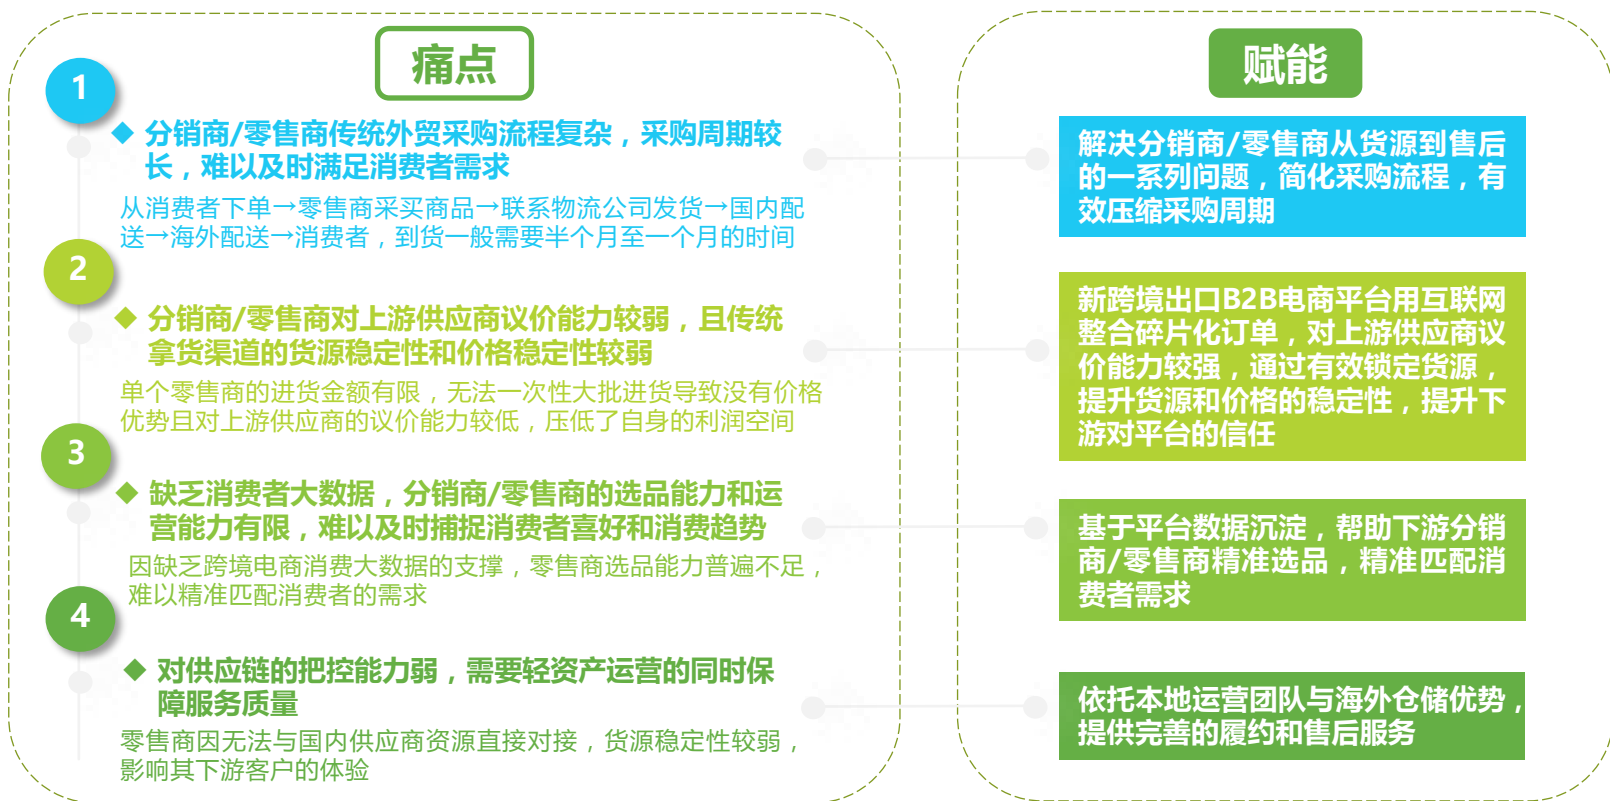 痛点
1
◆ 分销商/零售商传统外贸采购流程复杂，采购周期较
长，难以及时满足消费者需求
从消费者下单→零售商采买商品→联系物流公司发货→国内配
送→海外配送→消费者，到货一般需要半个月至一个月的时间
2
◆ 分销商/零售商对上游供应商议价能力较弱，且传统
拿货渠道的货源稳定性和价格稳定性较弱
单个零售商的进货金额有限，无法一次性大批进货导致没有价格
优势且对上游供应商的议价能力较低，压低了自身的利润空间
3
◆ 缺乏消费者大数据，分销商/零售商的选品能力和运
营能力有限，难以及时捕捉消费者喜好和消费趋势
因缺乏跨境电商消费大数据的支撑，零售商选品能力普遍不足，
难以精准匹配消费者的需求
4
◆ 对供应链的把控能力弱，需要轻资产运营的同时保
障服务质量
零售商因无法与国内供应商资源直接对接，货源稳定性较弱，
影响其下游客户的体验
赋能
解决分销商/零售商从货源到售后
的一系列问题，简化采购流程，有
效压缩采购周期
新跨境出口B2B电商平台用互联网
整合碎片化订单，对上游供应商议
价能力较强，通过有效锁定货源，
提升货源和价格的稳定性，提升下
游对平台的信任
基于平台数据沉淀，帮助下游分销
商/零售商精准选品，精准匹配消
费者需求
依托本地运营团队与海外仓储优势，
提供完善的履约和售后服务